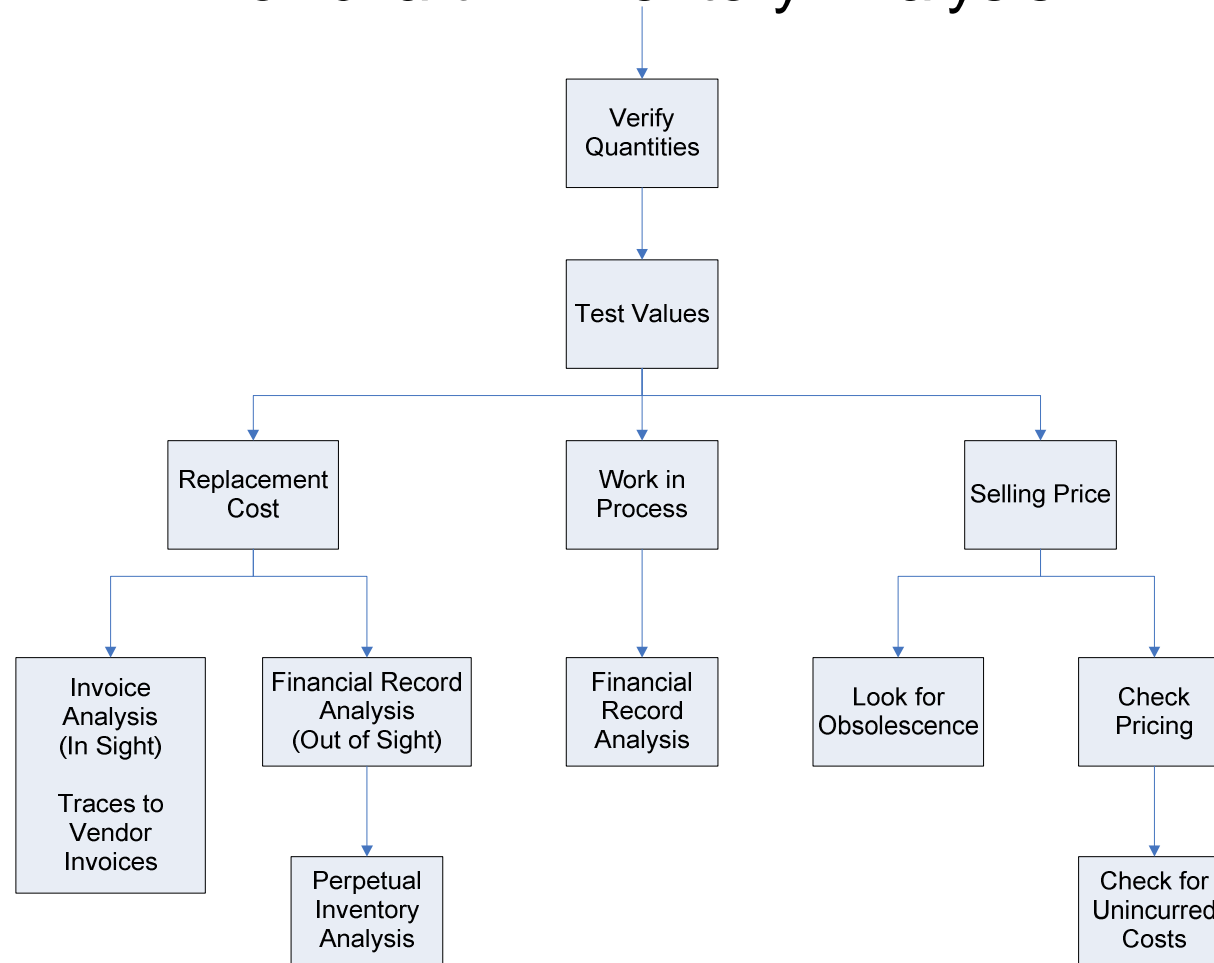 Verify
Quantities
Test Values
Replacement
Cost
Work in
Process
Selling Price
Invoice
Analysis
(In Sight)
Traces to
Vendor
Invoices
Financial Record
Analysis
(Out of Sight)
Financial
Record
Analysis
Look for
Obsolescence
Check
Pricing
Perpetual
Inventory
Analysis
Check for
Unincurred
Costs